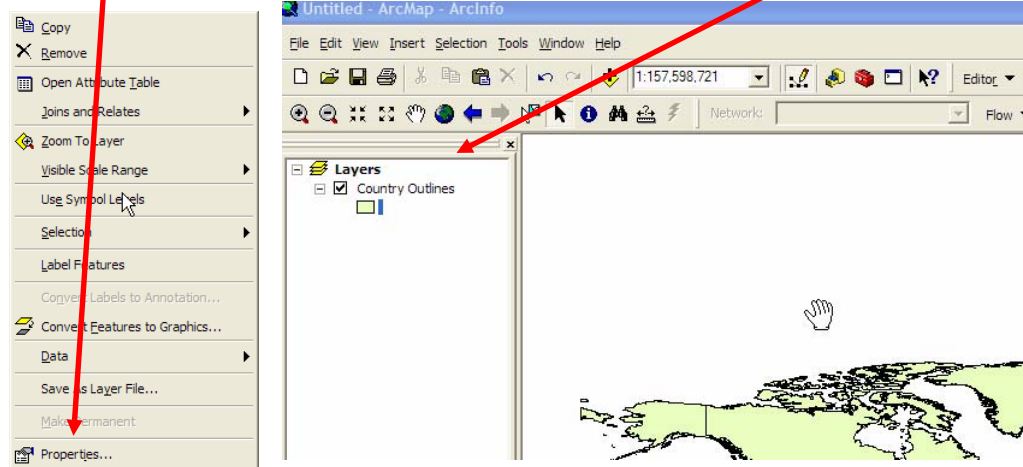 Copy
Remove
Open Attribute Table
Joins and Relates
Zoom To Layer
Visible Scale Range
Use Symbol Levels
Selection
Label Features
Convert Labels to Annotation...
Convert Features to Graphics...
Data
Save As Layer File...
Make Permanent
Properties...
Untitled - ArcMap - ArcInfo
File Edit View Insert Selection Tools Window Help
1:157,598,721 Editor
Network: Flow
Layers
Country Outlines